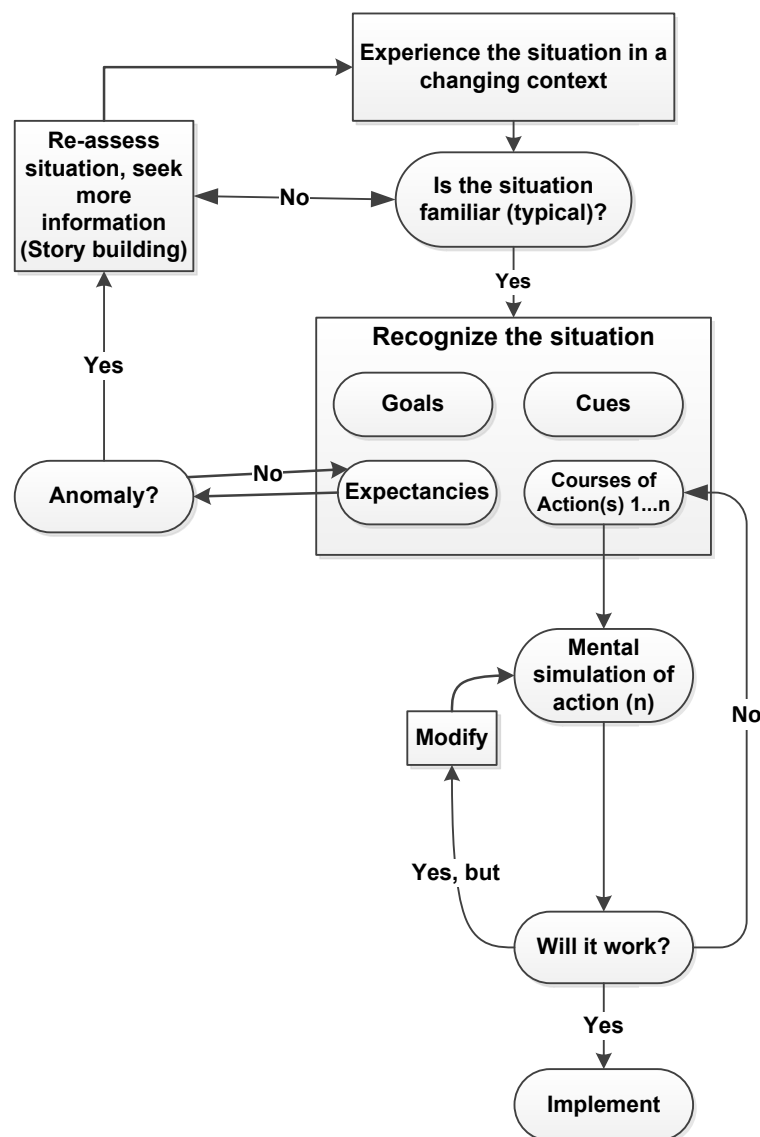 Experience the situation in a
changing context
Re-assess
situation, seek
more
information
(Story building)
No
Is the situation
familiar (typical)?
Yes
Recognize the situation
Yes
Goals
Cues
Anomaly?
No
Expectancies
Courses of
Action(s) 1...n
Mental
simulation of
action (n)
Modify
No
Yes, but
Will it work?
Yes
Implement